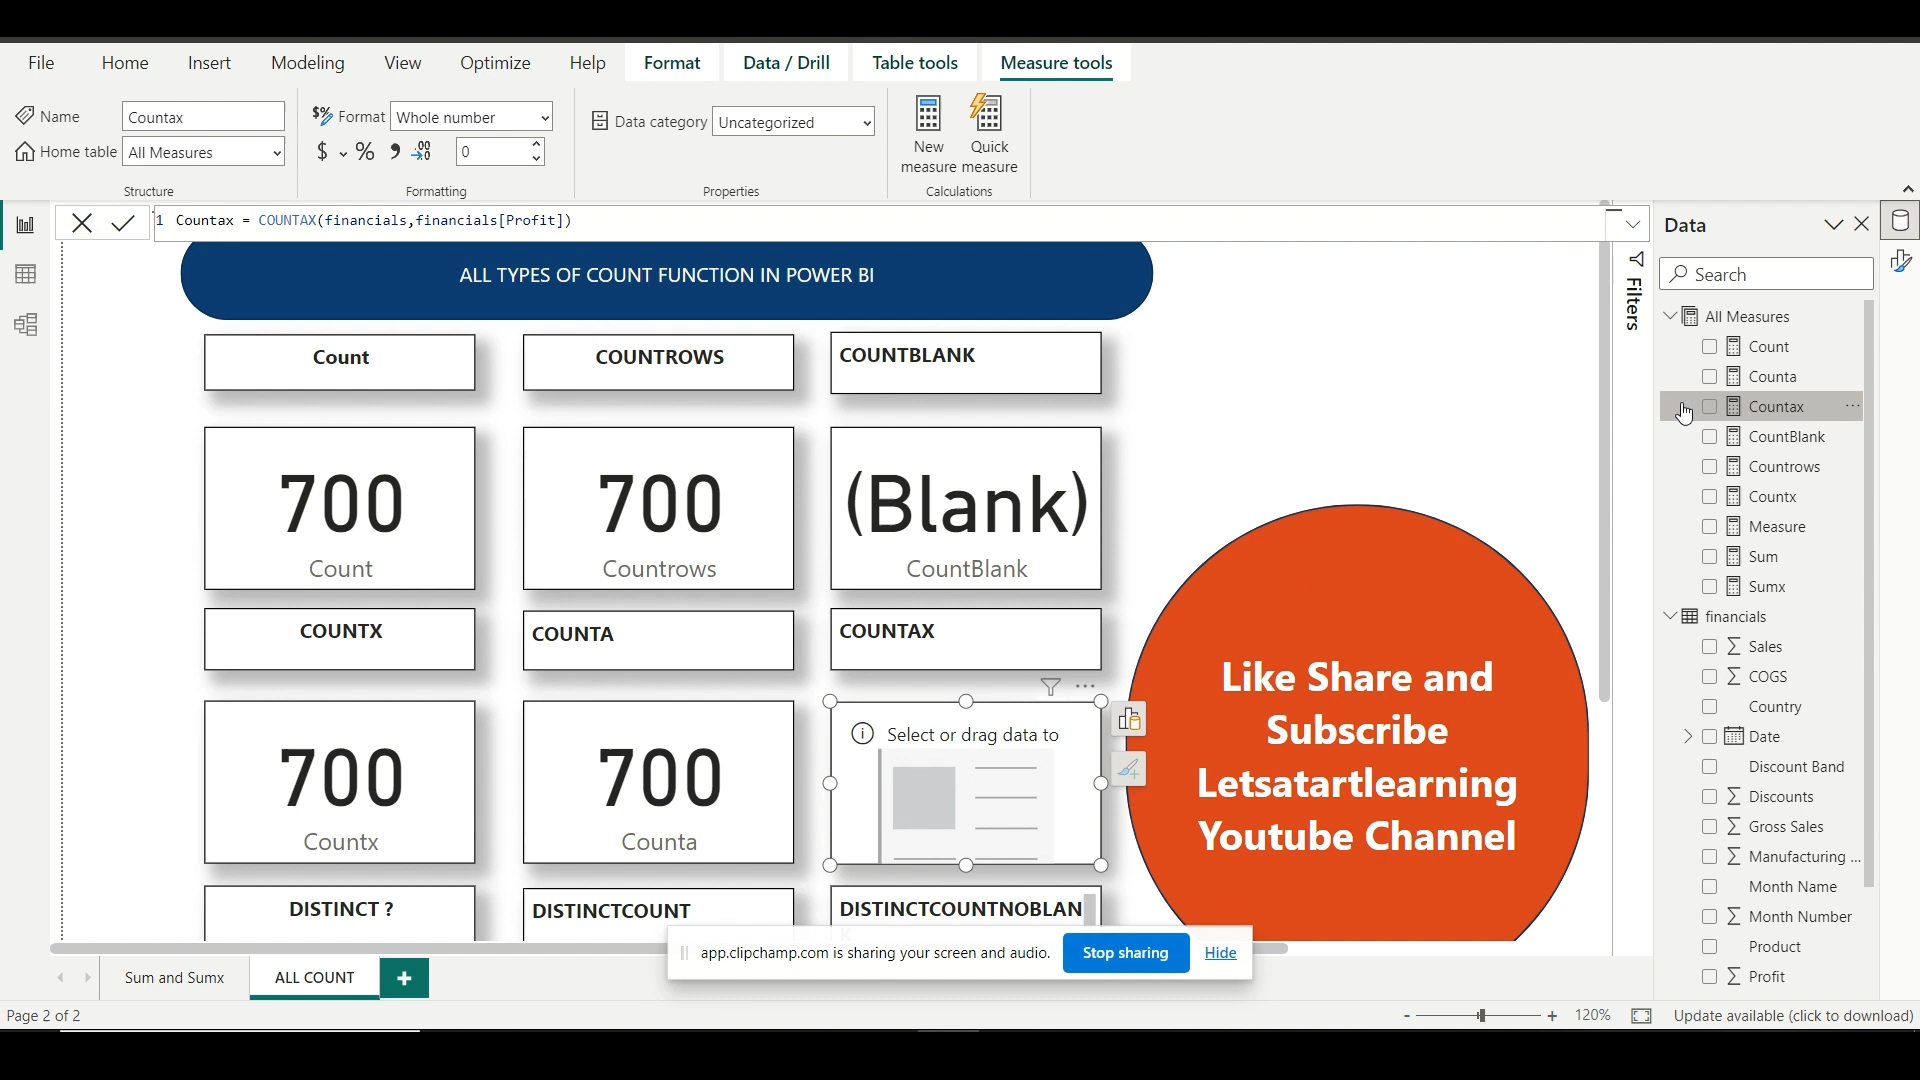 File Home Insert Modeling View Optimize Help Format Data / Drill Table tools Measure tools
Name Countax $% Format Whole number Data category Uncategorized New measure Quick measure
Home table All Measures $ % , .00 →0 0
Structure Formatting Properties Calculations
1 Countax = COUNTAX(financials,financials[Profit])
ALL TYPES OF COUNT FUNCTION IN POWER BI
Count COUNTROWS COUNTBLANK
700 700 (Blank)
Count Countrows CountBlank
COUNTX COUNTA COUNTAX
Select or drag data to
700 700
Countx Counta
DISTINCT ? DISTINCTCOUNT DISTINCTCOUNTNOBLAN
Like Share and
Subscribe
Letsatartlearning
Youtube Channel
Filters
Data
Search
All Measures
Count
Counta
Countax ...
CountBlank
Countrows
Countx
Measure
Sum
Sumx
financials
Sales
COGS
Country
Date
Discount Band
Discounts
Gross Sales
Manufacturing ...
Month Name
Month Number
Product
Profit
app.clipchamp.com is sharing your screen and audio. Stop sharing Hide
Sum and Sumx ALL COUNT +
Page 2 of 2 - + 120% Update available (click to download)